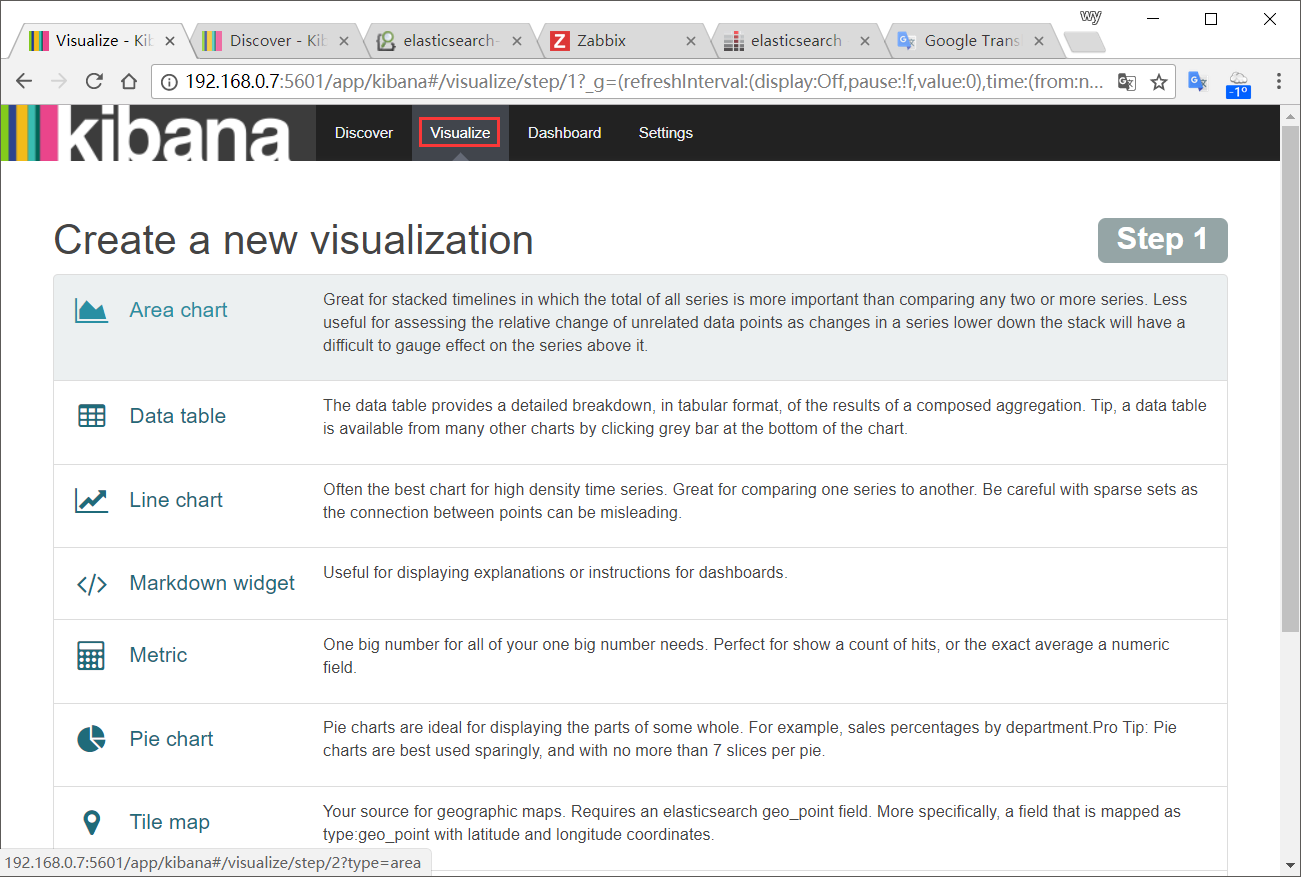 wy
Visualize - Kib
Discover - Kib
elasticsearch-
Zabbix
elasticsearch
Google Trans
192.168.0.7:5601/app/kibana#/visualize/step/1?_g=(refreshInterval:(display:Off,pause:!f,value:0),time:(from:n...
-1°
kibana
Discover
Visualize
Dashboard
Settings
Create a new visualization
Step 1
Area chart
Great for stacked timelines in which the total of all series is more important than comparing any two or more series. Less
useful for assessing the relative change of unrelated data points as changes in a series lower down the stack will have a
difficult to gauge effect on the series above it.
Data table
The data table provides a detailed breakdown, in tabular format, of the results of a composed aggregation. Tip, a data table
is available from many other charts by clicking grey bar at the bottom of the chart.
Line chart
Often the best chart for high density time series. Great for comparing one series to another. Be careful with sparse sets as
the connection between points can be misleading.
Markdown widget
Useful for displaying explanations or instructions for dashboards.
Metric
One big number for all of your one big number needs. Perfect for show a count of hits, or the exact average a numeric
field.
Pie chart
Pie charts are ideal for displaying the parts of some whole. For example, sales percentages by department.Pro Tip: Pie
charts are best used sparingly, and with no more than 7 slices per pie.
Tile map
Your source for geographic maps. Requires an elasticsearch geo_point field. More specifically, a field that is mapped as
type:geo_point with latitude and longitude coordinates.
192.168.0.7:5601/app/kibana#/visualize/step/2?type=area